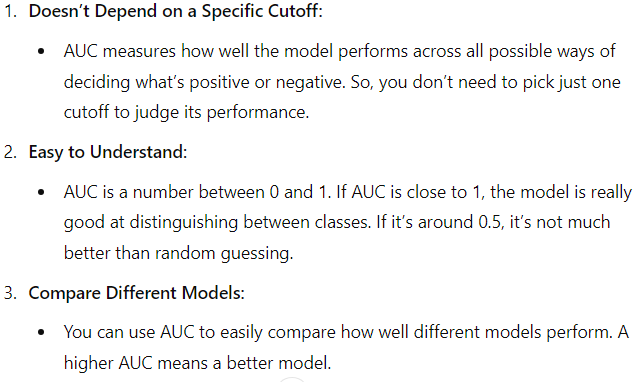 1. Doesn’t Depend on a Specific Cutoff:
• AUC measures how well the model performs across all possible ways of
deciding what’s positive or negative. So, you don’t need to pick just one
cutoff to judge its performance.
2. Easy to Understand:
• AUC is a number between 0 and 1. If AUC is close to 1, the model is really
good at distinguishing between classes. If it’s around 0.5, it’s not much
better than random guessing.
3. Compare Different Models:
• You can use AUC to easily compare how well different models perform. A
higher AUC means a better model.